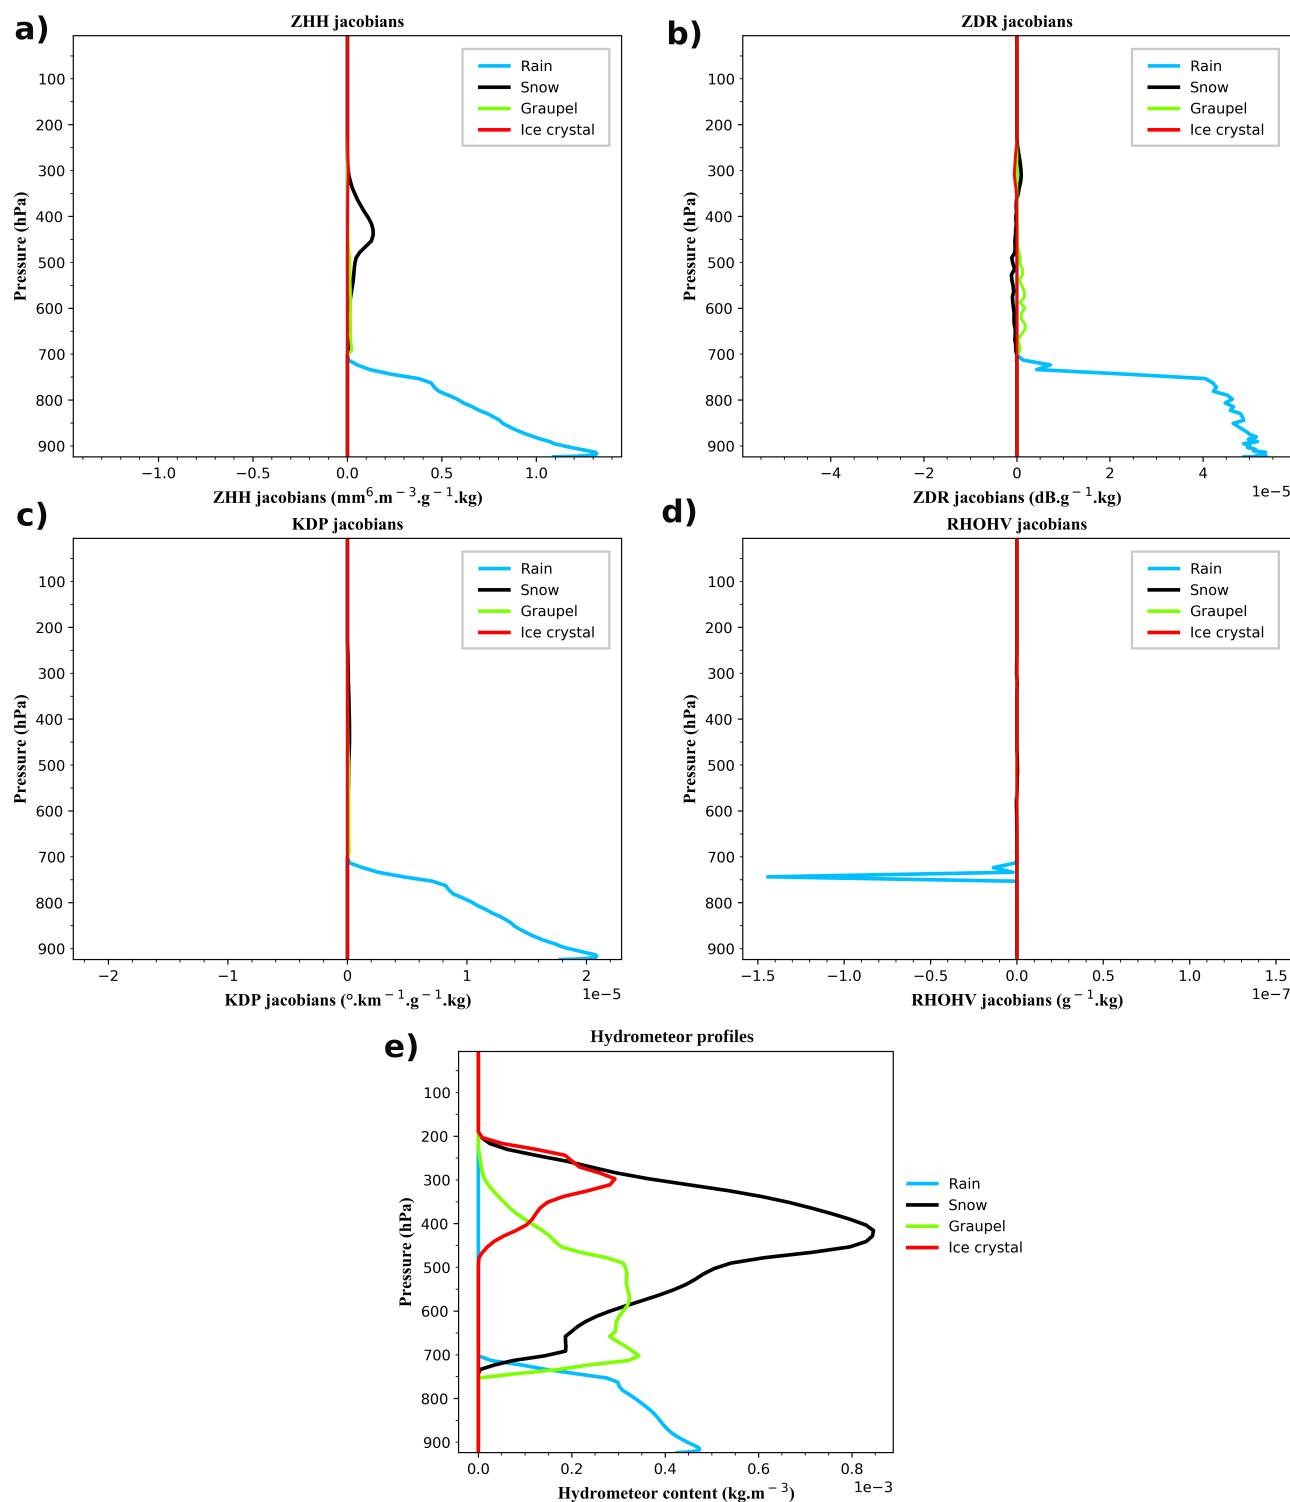 a)
ZHH jacobians
Rain
Snow
Graupel
Ice crystal
100
200
300
400
500
600
700
800
900
Pressure (hPa)
−1.0 −0.5 0.0 0.5 1.0
ZHH jacobians (mm⁶.m⁻³.g⁻¹.kg)
b)
ZDR jacobians
Rain
Snow
Graupel
Ice crystal
100
200
300
400
500
600
700
800
900
Pressure (hPa)
−4 −2 0 2 4
1e−5
ZDR jacobians (dB.g⁻¹.kg)
c)
KDP jacobians
Rain
Snow
Graupel
Ice crystal
100
200
300
400
500
600
700
800
900
Pressure (hPa)
−2 −1 0 1 2
1e−5
KDP jacobians (°.km⁻¹.g⁻¹.kg)
d)
RHOHV jacobians
Rain
Snow
Graupel
Ice crystal
100
200
300
400
500
600
700
800
900
Pressure (hPa)
−1.5 −1.0 −0.5 0.0 0.5 1.0 1.5
1e−7
RHOHV jacobians (g⁻¹.kg)
e)
Hydrometeor profiles
100
200
300
400
500
600
700
800
900
Pressure (hPa)
Rain
Snow
Graupel
Ice crystal
0.0 0.2 0.4 0.6 0.8
1e−3
Hydrometeor content (kg.m⁻³)